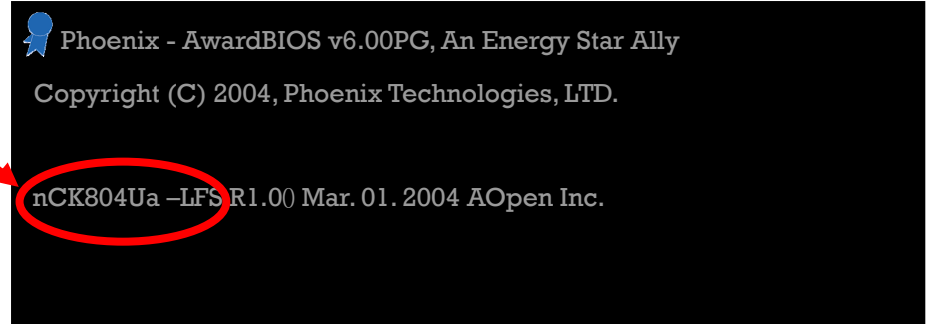 Phoenix - AwardBIOS v6.00PG, An Energy Star Ally
Copyright (C) 2004, Phoenix Technologies, LTD.
nCK804Ua –LFS R1.0() Mar. 01. 2004 AOpen Inc.